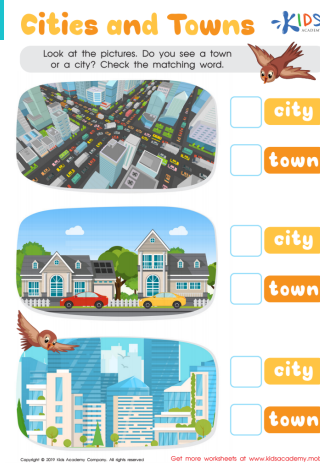 Cities and Towns
KIDS
ACADEMY
Look at the pictures. Do you see a town
or a city? Check the matching word.
city
town
city
town
city
town
Copyright © 2019 Kids Academy Company. All rights reserved
Get more worksheets at www.kidsacademy.mob